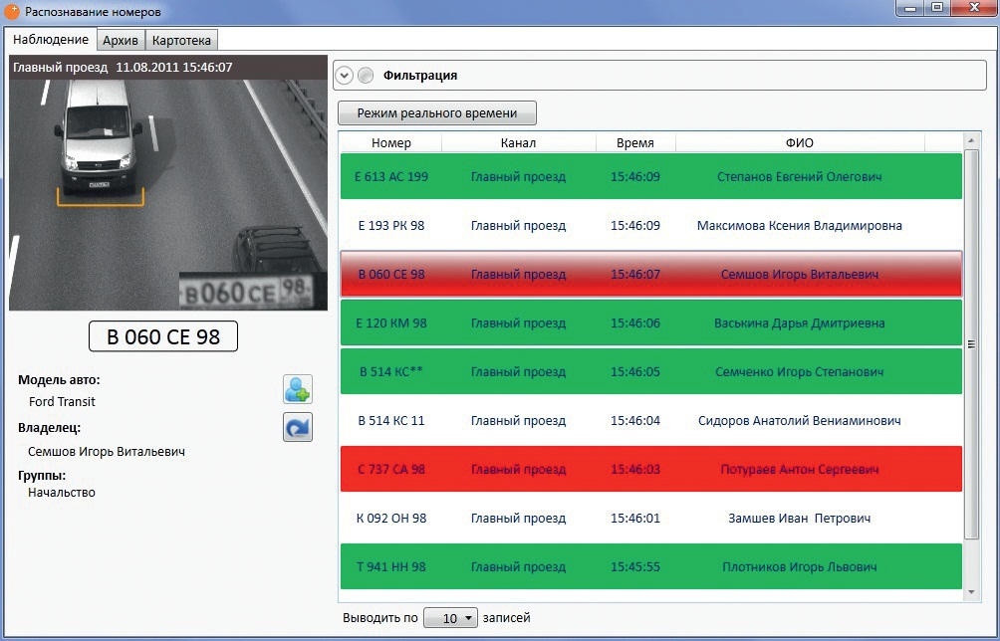 Распознавание номеров
Наблюдение Архив Картотека
Главный проезд 11.08.2011 15:46:07
В 060 СЕ 98
В 060 СЕ 98
Модель авто:
Ford Transit
Владелец:
Семшов Игорь Витальевич
Группы:
Начальство
Фильтрация
Режим реального времени
Номер Канал Время ФИО
Е 613 АС 199 Главный проезд 15:46:09 Степанов Евгений Олегович
Е 193 РК 98 Главный проезд 15:46:09 Максимова Ксения Владимировна
В 060 СЕ 98 Главный проезд 15:46:07 Семшов Игорь Витальевич
Е 120 КМ 98 Главный проезд 15:46:06 Васькина Дарья Дмитриевна
В 514 КС** Главный проезд 15:46:05 Семченко Игорь Степанович
В 514 КС 11 Главный проезд 15:46:04 Сидоров Анатолий Вениаминович
С 737 СА 98 Главный проезд 15:46:03 Потураев Антон Сергеевич
К 092 ОН 98 Главный проезд 15:46:01 Замшев Иван Петрович
Т 941 НН 98 Главный проезд 15:45:55 Плотников Игорь Львович
Выводить по 10 записей